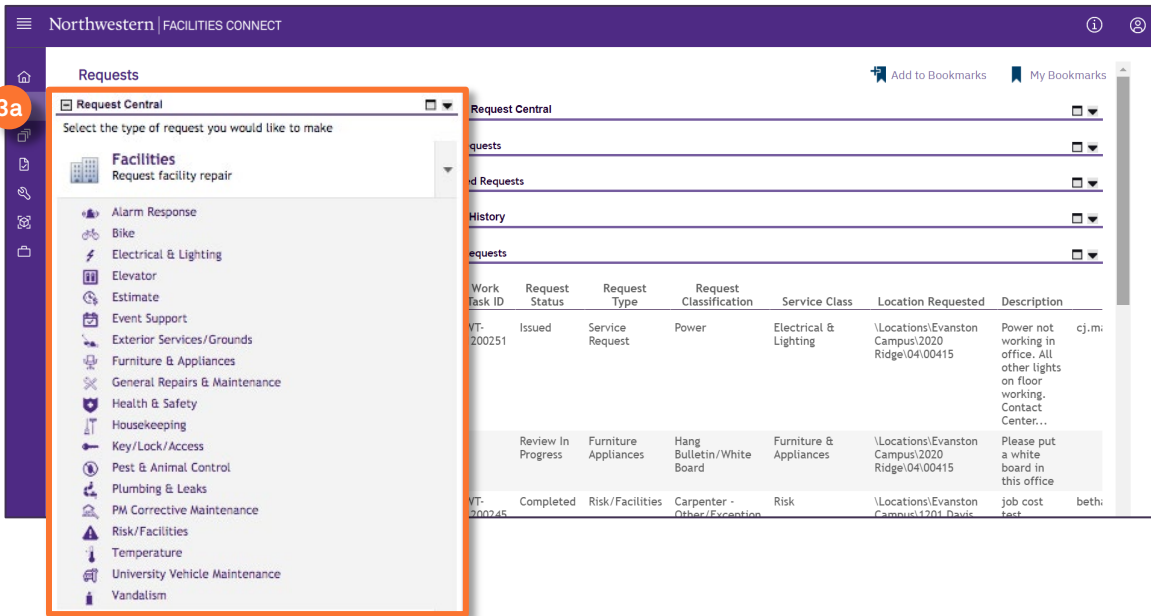 Northwestern | FACILITIES CONNECT
Requests
Add to Bookmarks
My Bookmarks
3a
Request Central
Select the type of request you would like to make
Facilities
Request facility repair
Alarm Response
Bike
Electrical & Lighting
Elevator
Estimate
Event Support
Exterior Services/Grounds
Furniture & Appliances
General Repairs & Maintenance
Health & Safety
Housekeeping
Key/Lock/Access
Pest & Animal Control
Plumbing & Leaks
PM Corrective Maintenance
Risk/Facilities
Temperature
University Vehicle Maintenance
Vandalism
Request Central
Requests
History
Work Request Request Request
Task ID Status Type Classification Service Class Location Requested Description
Issued Service Power Electrical & \Locations\Evanston Power not
200251 Request Lighting Campus\2020 working in
Ridge\04\00415 office. All
other lights
on floor
working.
Contact
Center...
Review In Furniture Hang Furniture & \Locations\Evanston Please put
Progress Appliances Bulletin/White Appliances Campus\2020 a white
Board Ridge\04\00415 board in
this office
Completed Risk/Facilities Carpenter - Risk \Locations\Evanston job cost
200245 Other/Exception Campus\1201 Davis test